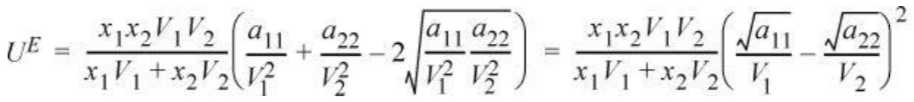 $U^E = \frac{x_1 x_2 V_1 V_2}{x_1 V_1 + x_2 V_2}\left(\frac{a_{11}}{V_1^2} + \frac{a_{22}}{V_2^2} - 2\sqrt{\frac{a_{11}}{V_1^2}\frac{a_{22}}{V_2^2}}\right) = \frac{x_1 x_2 V_1 V_2}{x_1 V_1 + x_2 V_2}\left(\frac{\sqrt{a_{11}}}{V_1} - \frac{\sqrt{a_{22}}}{V_2}\right)^2$